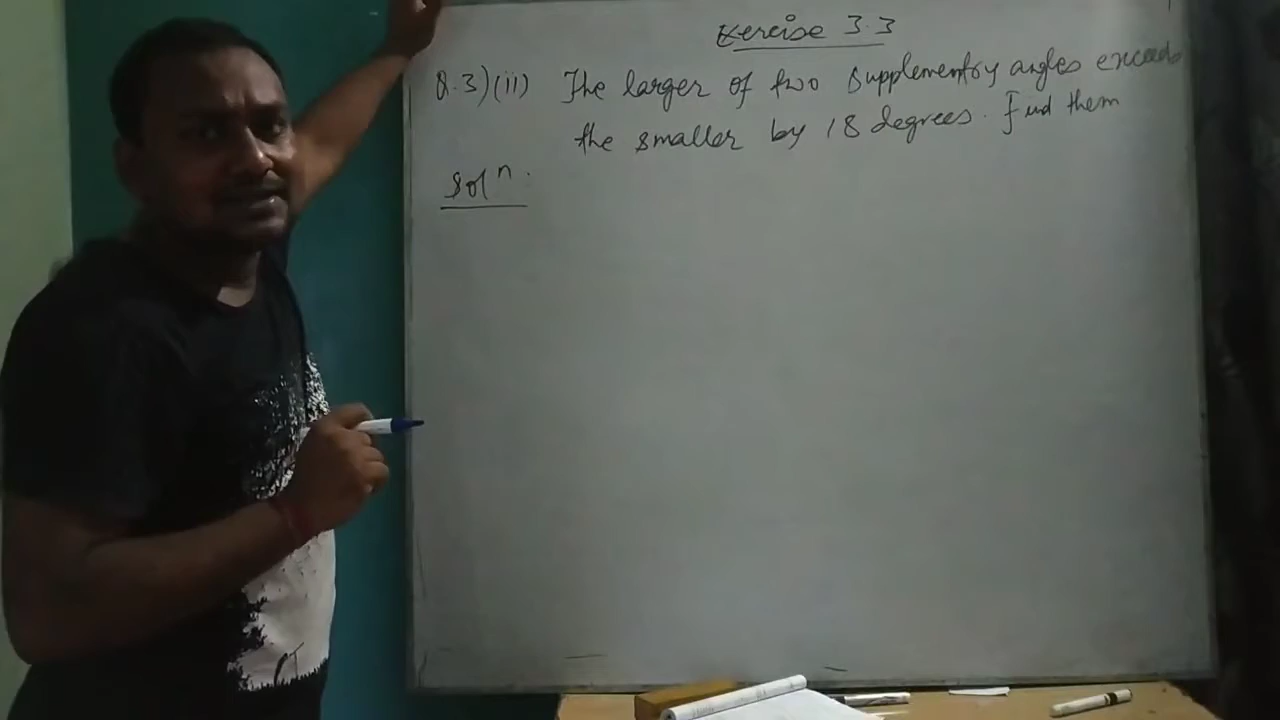 Exercise 3.3
Q.3)(ii) The larger of two supplementry angles exceeds
the smaller by 18 degrees. Find them
Solⁿ.